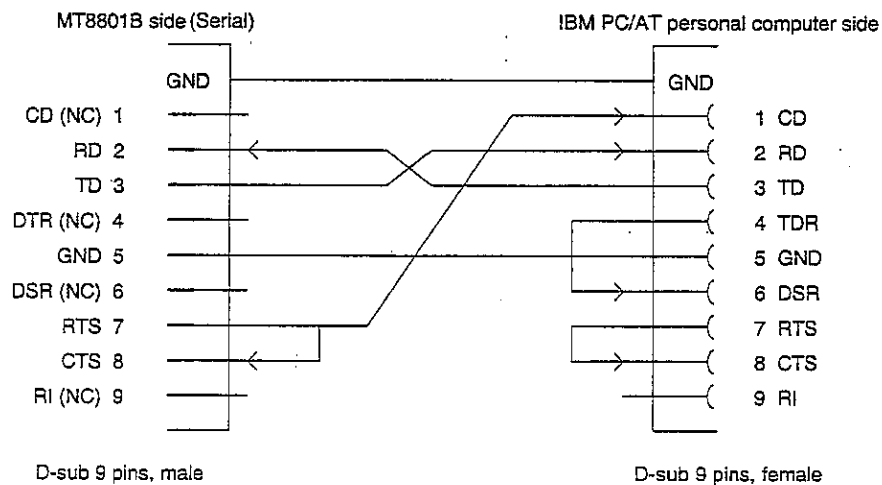 MT8801B side (Serial)
IBM PC/AT personal computer side
GND
GND
CD (NC) 1
1 CD
RD 2
2 RD
TD 3
3 TD
DTR (NC) 4
4 TDR
GND 5
5 GND
DSR (NC) 6
6 DSR
RTS 7
7 RTS
CTS 8
8 CTS
RI (NC) 9
9 RI
D-sub 9 pins, male
D-sub 9 pins, female